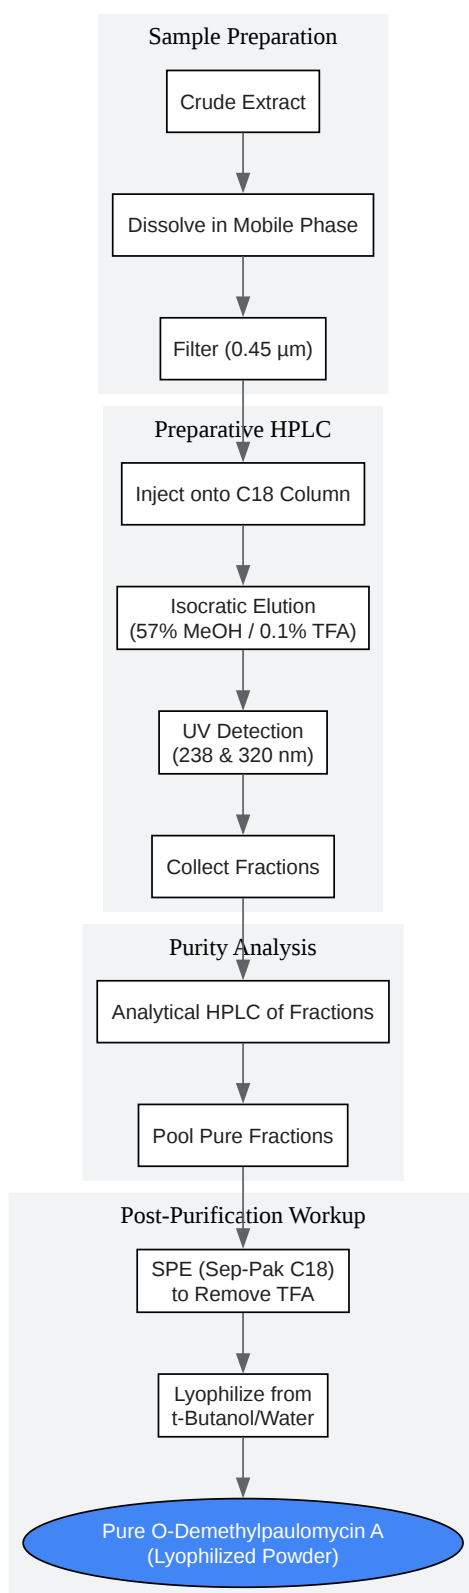 Sample Preparation
Crude Extract
Dissolve in Mobile Phase
Filter (0.45 µm)
Preparative HPLC
Inject onto C18 Column
Isocratic Elution
(57% MeOH / 0.1% TFA)
UV Detection
(238 & 320 nm)
Collect Fractions
Purity Analysis
Analytical HPLC of Fractions
Pool Pure Fractions
Post-Purification Workup
SPE (Sep-Pak C18)
to Remove TFA
Lyophilize from
t-Butanol/Water
Pure O-Demethylpaulomycin A
(Lyophilized Powder)